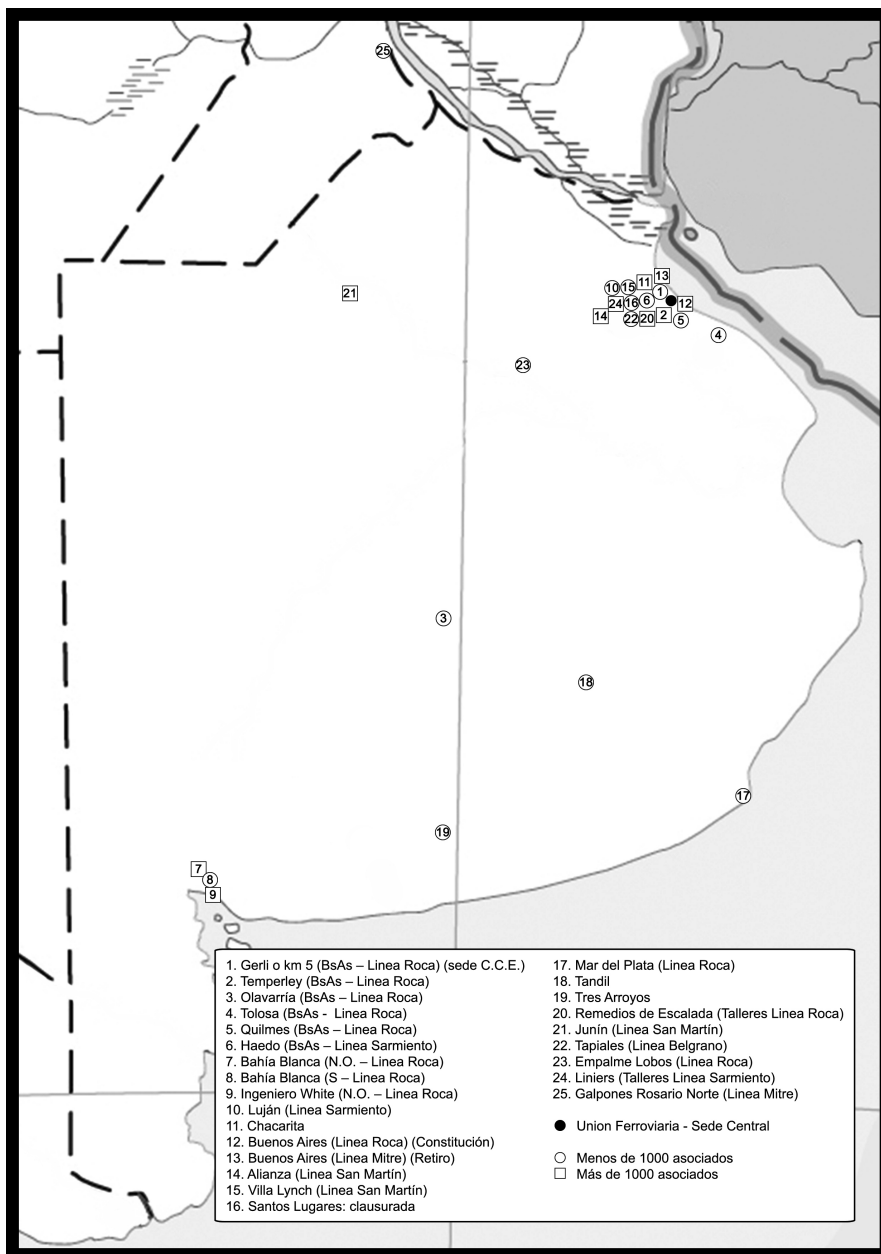 25
21
13
11
10
15
1
24
16
6
12
14
22
20
2
5
4
23
3
18
17
19
7
8
9
1. Gerli o km 5 (BsAs – Linea Roca) (sede C.C.E.)
2. Temperley (BsAs – Linea Roca)
3. Olavarría (BsAs – Linea Roca)
4. Tolosa (BsAs - Linea Roca)
5. Quilmes (BsAs – Linea Roca)
6. Haedo (BsAs – Linea Sarmiento)
7. Bahía Blanca (N.O. – Linea Roca)
8. Bahía Blanca (S – Linea Roca)
9. Ingeniero White (N.O. – Linea Roca)
10. Luján (Linea Sarmiento)
11. Chacarita
12. Buenos Aires (Linea Roca) (Constitución)
13. Buenos Aires (Linea Mitre) (Retiro)
14. Alianza (Linea San Martín)
15. Villa Lynch (Linea San Martín)
16. Santos Lugares: clausurada
17. Mar del Plata (Linea Roca)
18. Tandil
19. Tres Arroyos
20. Remedios de Escalada (Talleres Linea Roca)
21. Junín (Linea San Martín)
22. Tapiales (Linea Belgrano)
23. Empalme Lobos (Linea Roca)
24. Liniers (Talleres Linea Sarmiento)
25. Galpones Rosario Norte (Linea Mitre)
Union Ferroviaria - Sede Central
Menos de 1000 asociados
Más de 1000 asociados